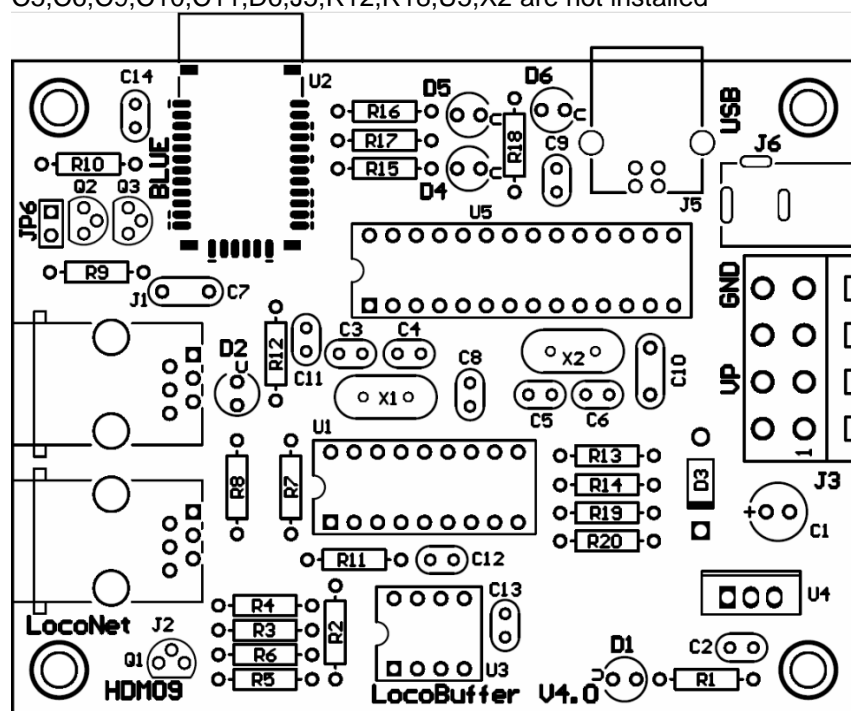 C5,C6,C9,C10,C11,D6,J5,R12,R18,U5,X2 are not installed
C14
U2
D5
D6
USB
R16
R17
R15
R18
C9
J6
R10
BLUE
Q2
Q3
D4
U5
J5
JP6
R9
J1
C7
GND
D2
R12
C11
C3
C4
C8
X2
C10
VP
X1
C5
C6
U1
R8
R7
R13
R14
R19
R20
D3
1
J3
+
C1
R11
C12
U4
R4
R3
R6
R5
R2
C13
U3
LocoNet
J2
Q1
HDM09
LocoBuffer V4.0
D1
C2
R1